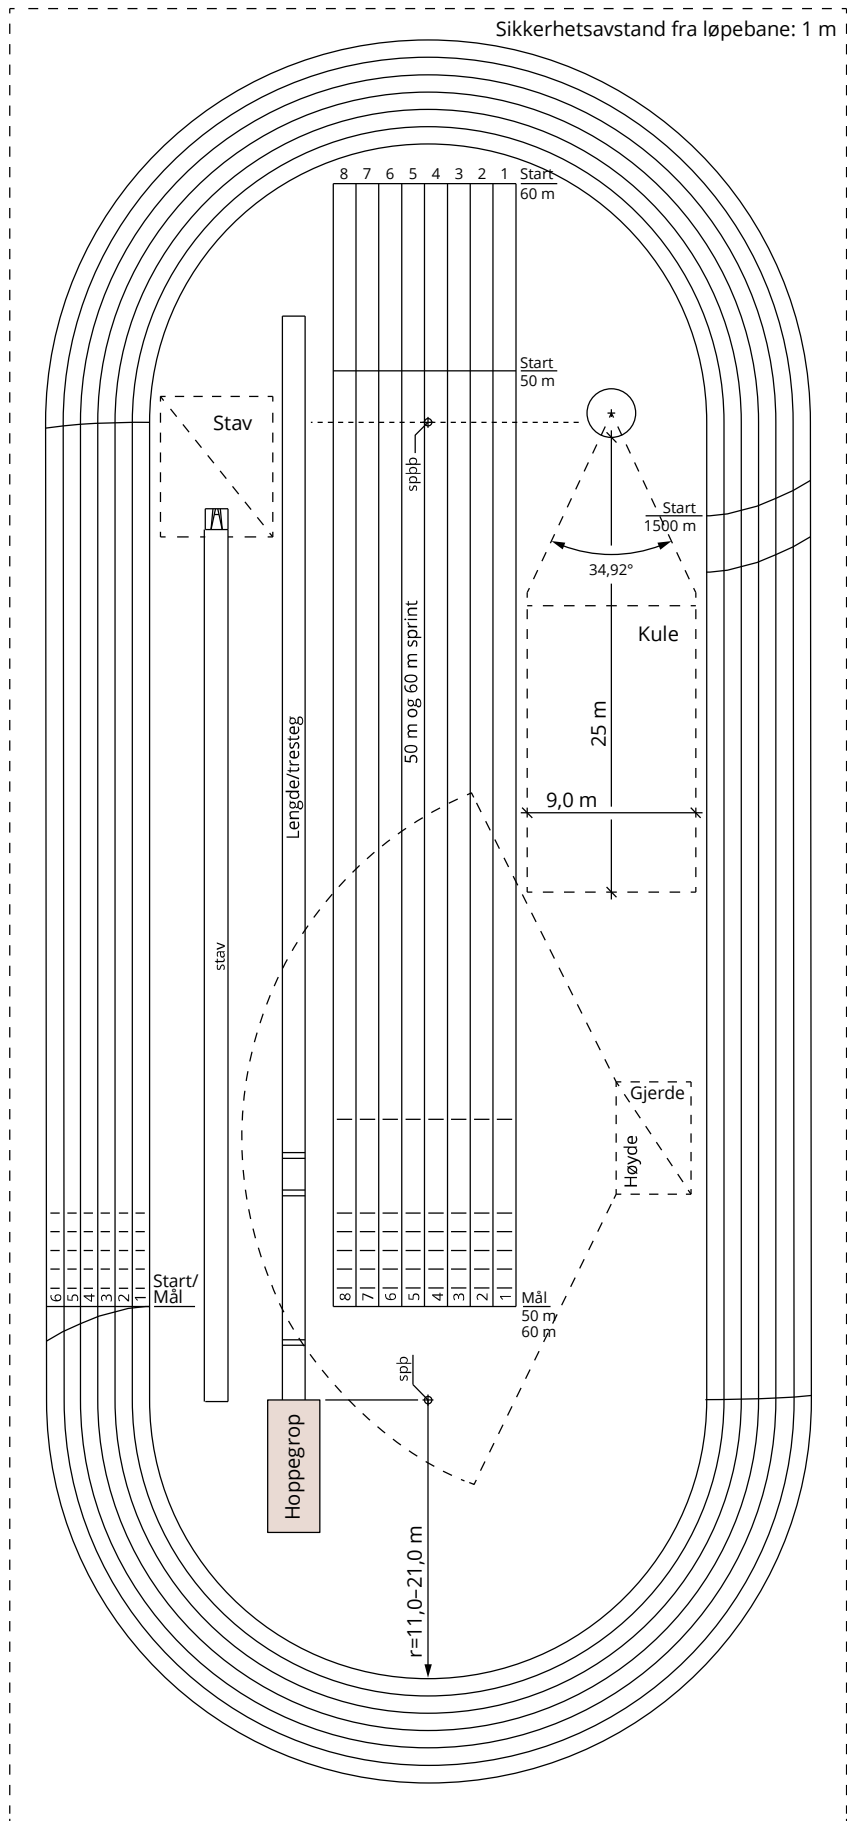 Sikkerhetsavstand fra løpebane: 1 m
8 7 6 5 4 3 2 1 Start
60 m
Start
50 m
Stav
spþþ
Start
1500 m
34,92°
Kule
50 m og 60 m sprint
25 m
Lengde/tresteg
9,0 m
stav
Gjerde
Høyde
6 5 4 3 2 1
Start/
Mål
8 7 6 5 4 3 2 1
Mål
50 m
60 m
spþ
Hoppegrop
r=11,0–21,0 m